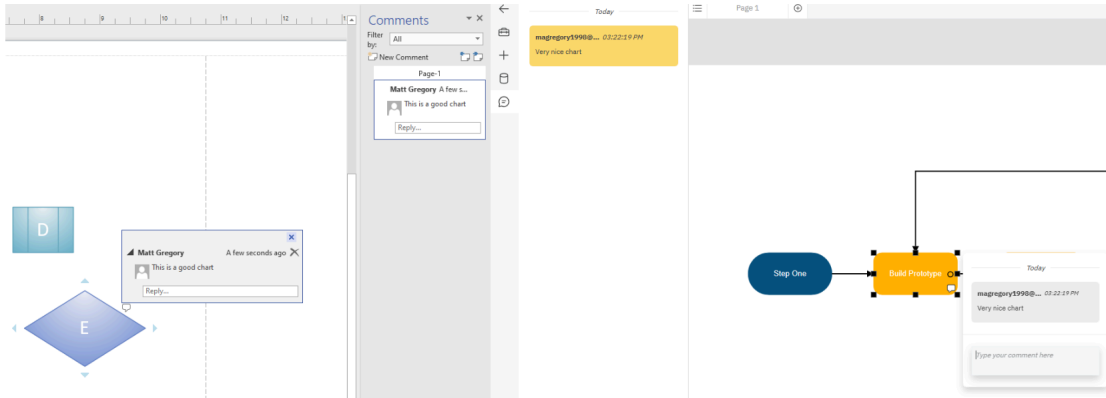 8 9 10 11 12 1
Comments
Filter by: All
New Comment
Page-1
Matt Gregory A few s...
This is a good chart
Reply...
D
Matt Gregory A few seconds ago
This is a good chart
Reply...
E
Today
magregory1998@... 03:22:19 PM
Very nice chart
Page 1
Step One
Build Prototype
Today
magregory1998@... 03:22:19 PM
Very nice chart
Type your comment here